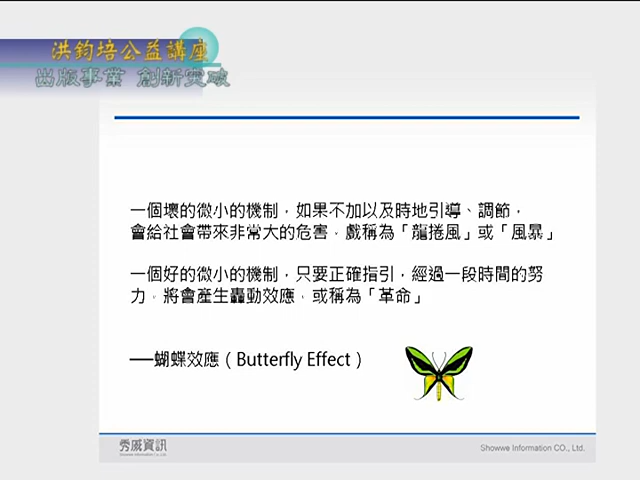 洪鈞培公益講座
出版事業 創新突破
一個壞的微小的機制，如果不加以及時地引導、調節，
會給社會帶來非常大的危害，戲稱為「龍捲風」或「風暴」
一個好的微小的機制，只要正確指引，經過一段時間的努
力，將會產生轟動效應，或稱為「革命」
──蝴蝶效應（Butterfly Effect）
秀威資訊
Showwe Information CO., Ltd.